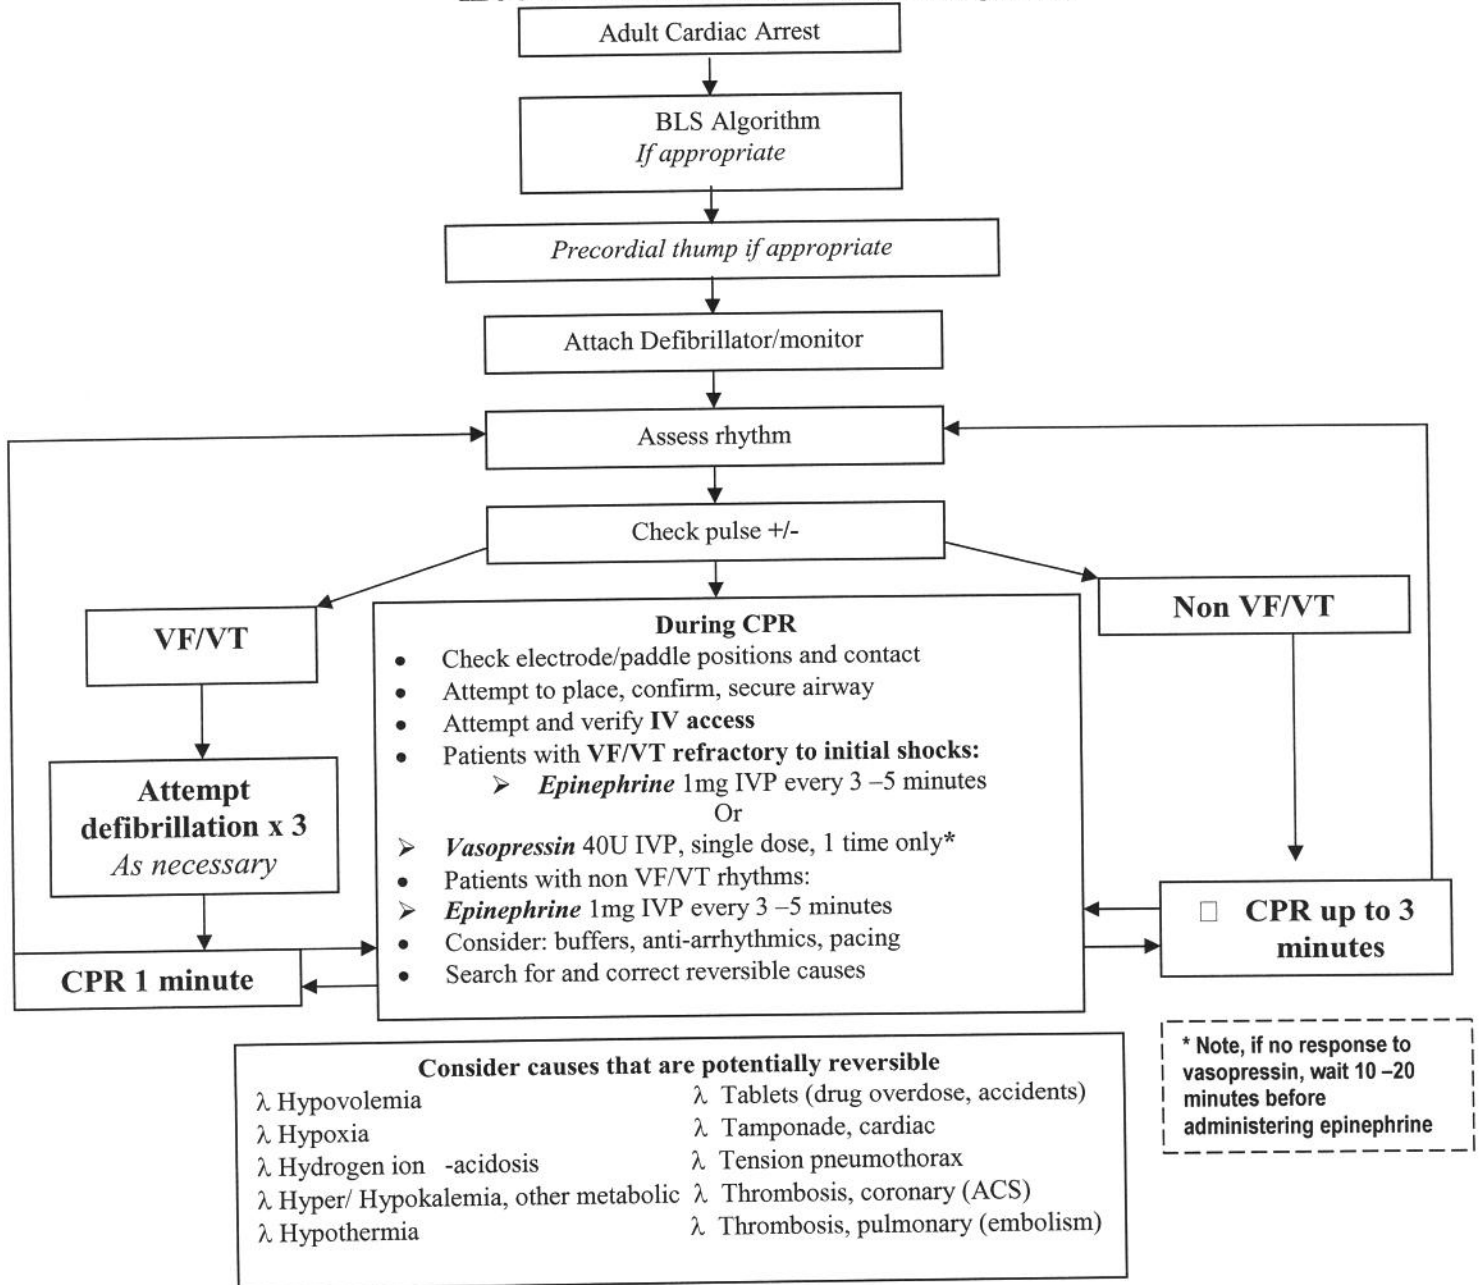 Adult Cardiac Arrest
BLS Algorithm
If appropriate
Precordial thump if appropriate
Attach Defibrillator/monitor
Assess rhythm
Check pulse +/-
VF/VT
Attempt
defibrillation x 3
As necessary
CPR 1 minute
During CPR
• Check electrode/paddle positions and contact
• Attempt to place, confirm, secure airway
• Attempt and verify IV access
• Patients with VF/VT refractory to initial shocks:
➢ Epinephrine 1mg IVP every 3 –5 minutes
Or
➢ Vasopressin 40U IVP, single dose, 1 time only*
• Patients with non VF/VT rhythms:
➢ Epinephrine 1mg IVP every 3 –5 minutes
• Consider: buffers, anti-arrhythmics, pacing
• Search for and correct reversible causes
Non VF/VT
□ CPR up to 3
minutes
* Note, if no response to
vasopressin, wait 10 –20
minutes before
administering epinephrine
Consider causes that are potentially reversible
λ Hypovolemia
λ Hypoxia
λ Hydrogen ion -acidosis
λ Hyper/ Hypokalemia, other metabolic
λ Hypothermia
λ Tablets (drug overdose, accidents)
λ Tamponade, cardiac
λ Tension pneumothorax
λ Thrombosis, coronary (ACS)
λ Thrombosis, pulmonary (embolism)